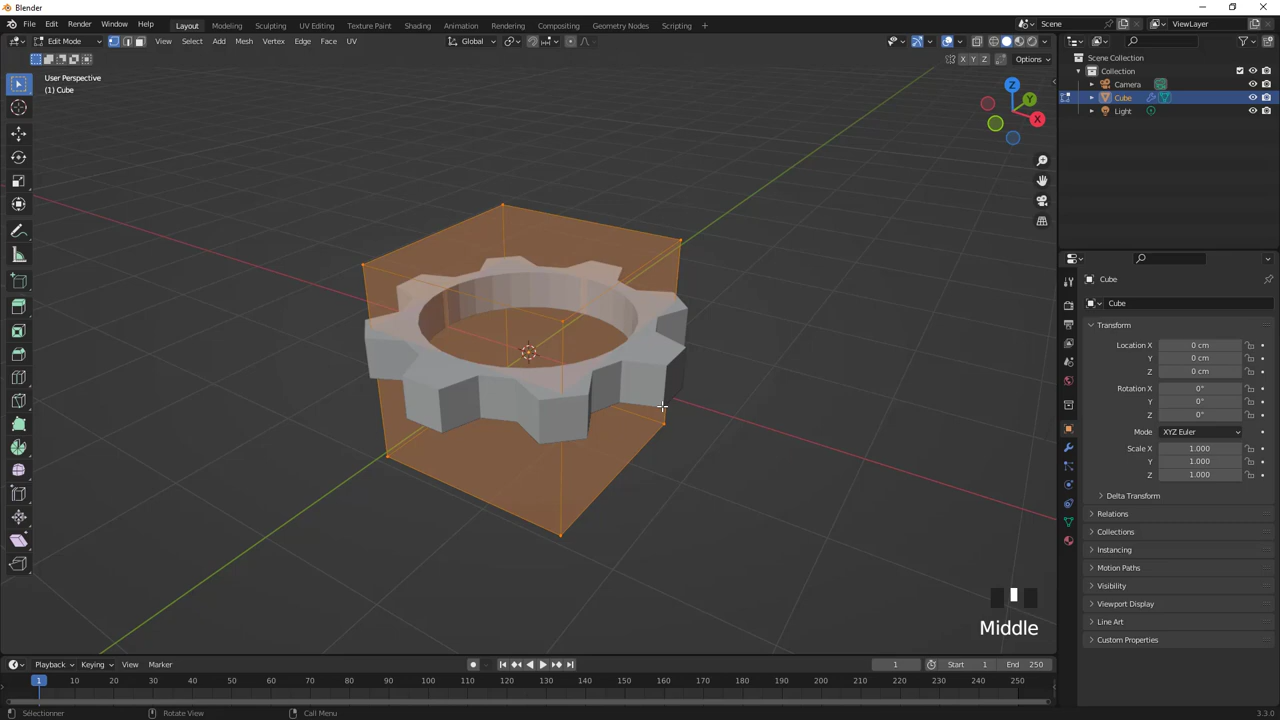 Blender
File Edit Render Window Help Layout Modeling Sculpting UV Editing Texture Paint Shading Animation Rendering Compositing Geometry Nodes Scripting + Scene ViewLayer
Edit Mode View Select Add Mesh Vertex Edge Face UV Global
X Y Z Options
User Perspective
(1) Cube
Z
Y
X
Scene Collection
Collection
Camera
Cube
Light
Cube
Cube
Transform
Location X 0 cm
Y 0 cm
Z 0 cm
Rotation X 0°
Y 0°
Z 0°
Mode XYZ Euler
Scale X 1.000
Y 1.000
Z 1.000
Delta Transform
Relations
Collections
Instancing
Motion Paths
Visibility
Viewport Display
Line Art
Custom Properties
Middle
Playback Keying View Marker 1 Start 1 End 250
1 10 20 30 40 50 60 70 80 90 100 110 120 130 140 150 160 170 180 190 200 210 220 230 240 250
Sélectionner Rotate View Call Menu 3.3.0